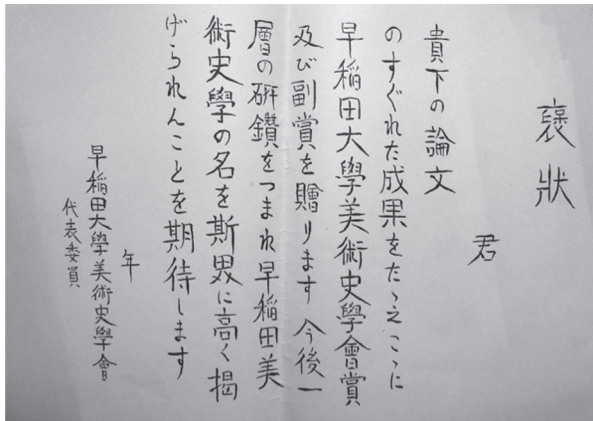 褒狀
君
貴下の論文
のすぐれた成果をたゝえこゝに
早稲田大學美術史學會賞
及び副賞を贈ります 今後一
層の研鑽をつまれ早稲田美
術史學の名を斯界に高く揭
げられんことを期待します
年
早稲田大學美術史學會
代表委員